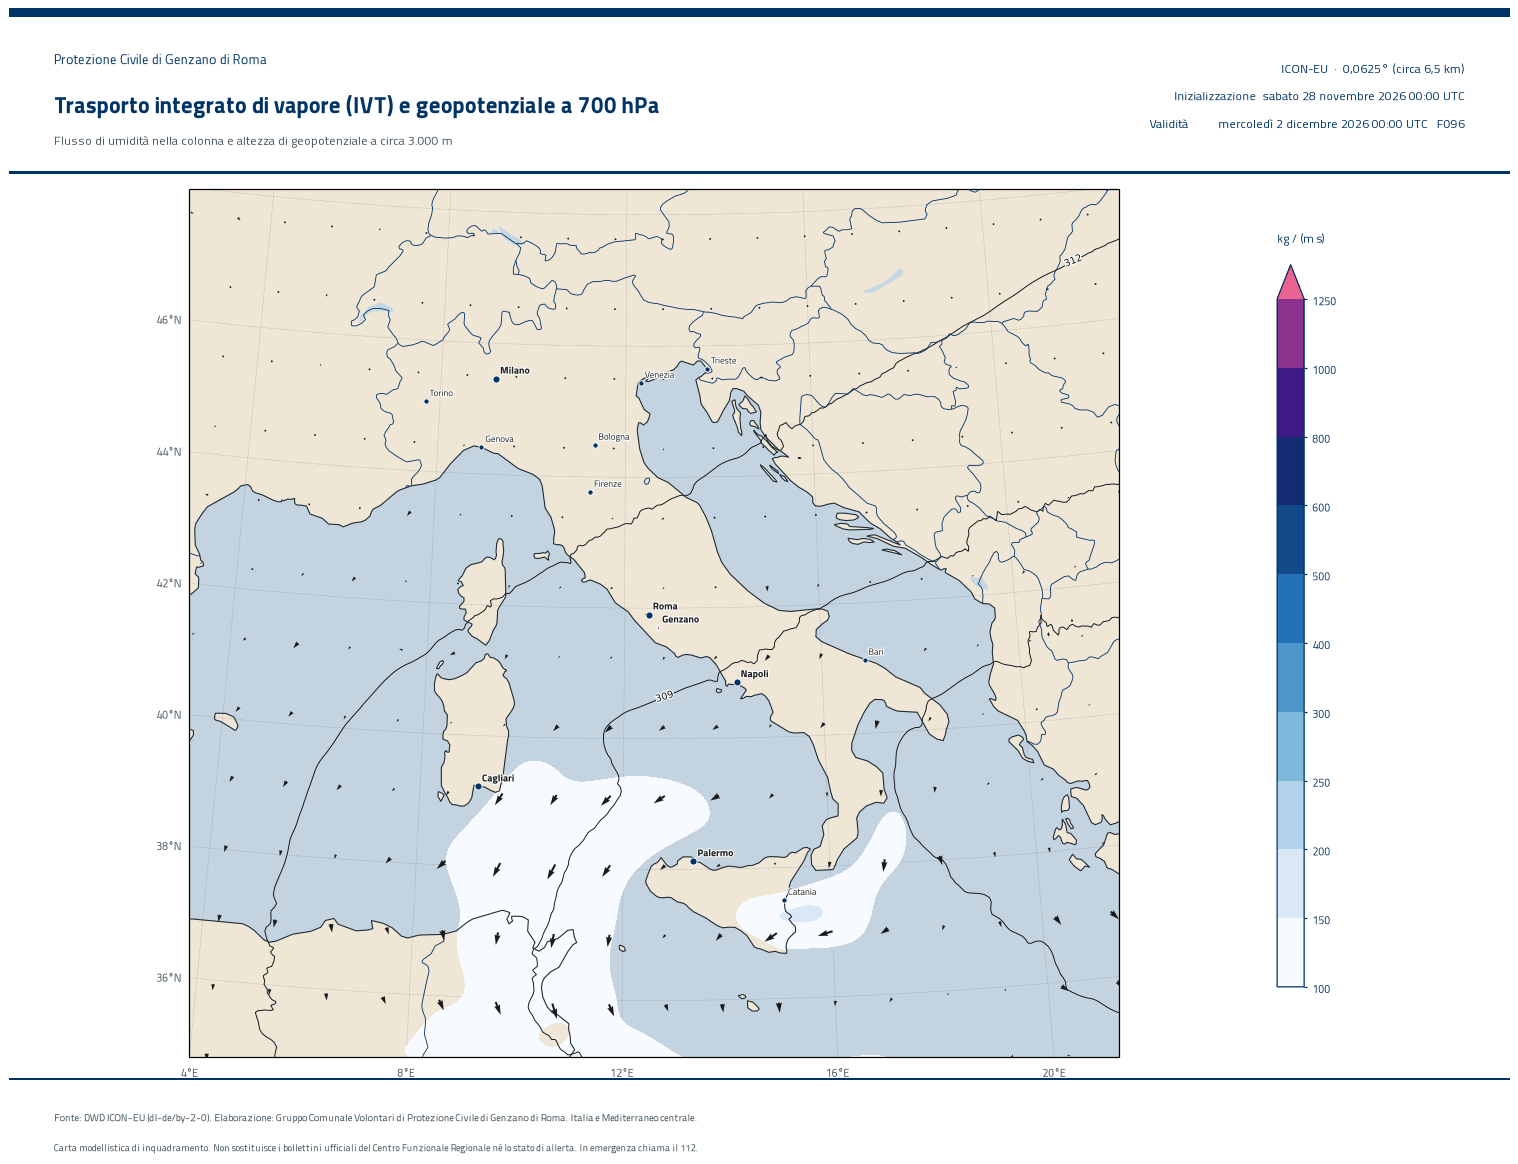 Protezione Civile di Genzano di Roma
Trasporto integrato di vapore (IVT) e geopotenziale a 700 hPa
Flusso di umidità nella colonna e altezza di geopotenziale a circa 3.000 m
ICON-EU · 0,0625° (circa 6,5 km)
Inizializzazione sabato 28 novembre 2026 00:00 UTC
Validità mercoledì 2 dicembre 2026 00:00 UTC F096
kg / (m s)
1250
1000
800
600
500
400
300
250
200
150
100
46°N
44°N
42°N
40°N
38°N
36°N
4°E
8°E
12°E
16°E
20°E
312
309
Milano
Torino
Venezia
Trieste
Genova
Bologna
Firenze
Roma
Genzano
Bari
Napoli
Cagliari
Palermo
Catania
Fonte: DWD ICON-EU (dl-de/by-2-0). Elaborazione: Gruppo Comunale Volontari di Protezione Civile di Genzano di Roma. Italia e Mediterraneo centrale.
Carta modellistica di inquadramento. Non sostituisce i bollettini ufficiali del Centro Funzionale Regionale né lo stato di allerta. In emergenza chiama il 112.